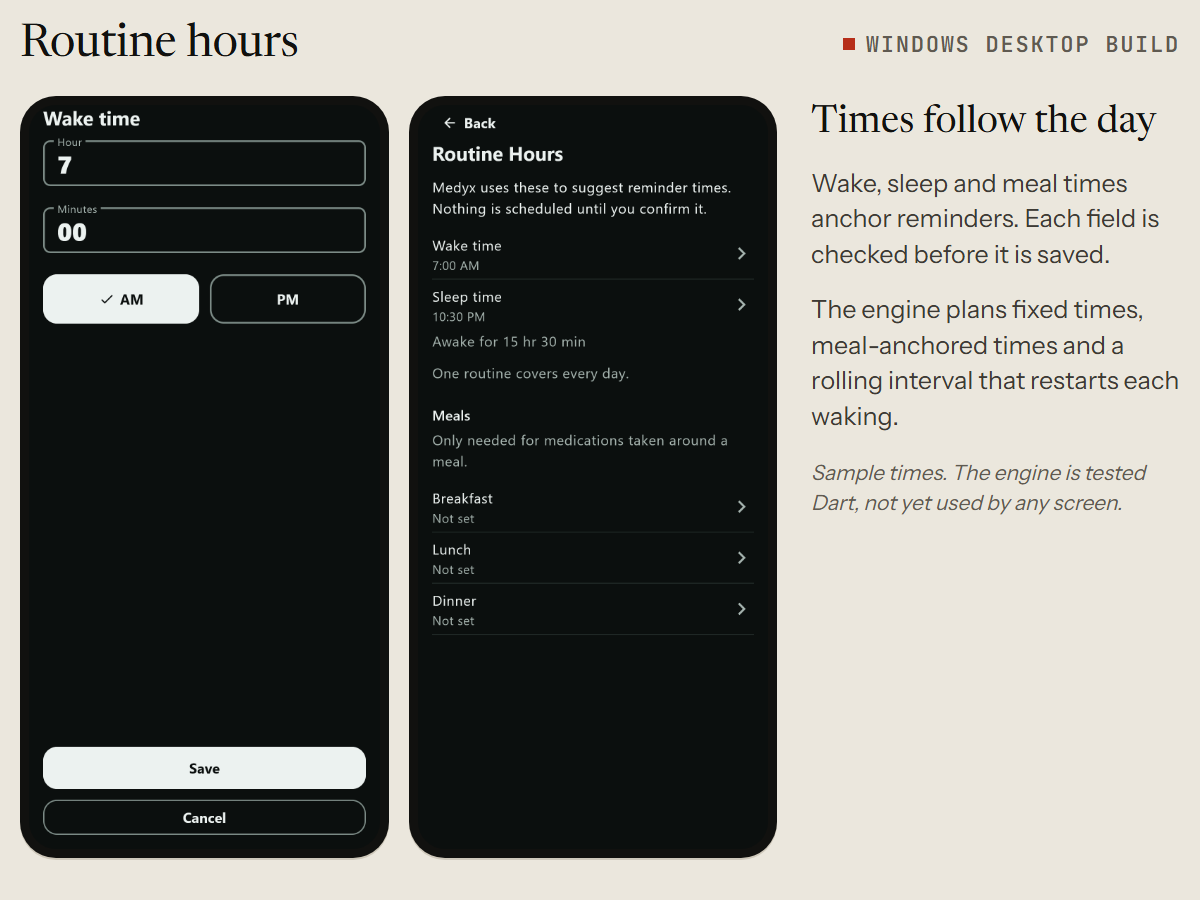 Routine hours
WINDOWS DESKTOP BUILD
Wake time
Hour
7
Minutes
00
AM
PM
Save
Cancel
Back
Routine Hours
Medyx uses these to suggest reminder times.
Nothing is scheduled until you confirm it.
Wake time
7:00 AM
Sleep time
10:30 PM
Awake for 15 hr 30 min
One routine covers every day.
Meals
Only needed for medications taken around a
meal.
Breakfast
Not set
Lunch
Not set
Dinner
Not set
Times follow the day
Wake, sleep and meal times
anchor reminders. Each field is
checked before it is saved.
The engine plans fixed times,
meal-anchored times and a
rolling interval that restarts each
waking.
Sample times. The engine is tested
Dart, not yet used by any screen.